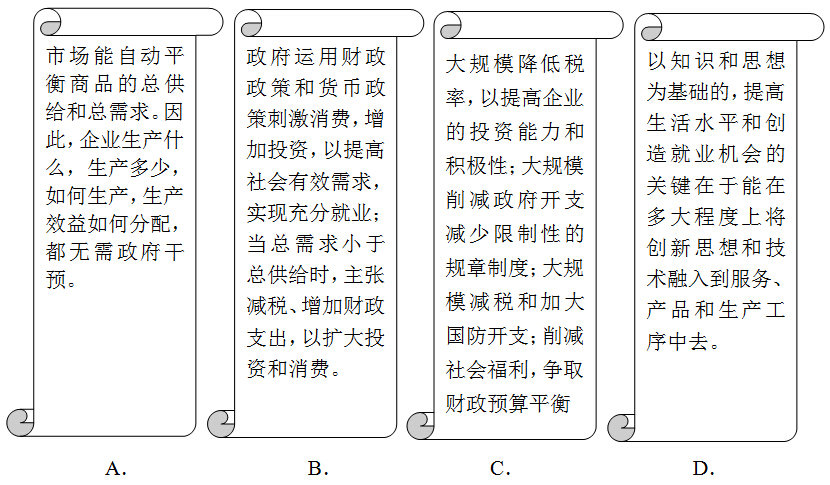 市场能自动平
衡商品的总供
给和总需求。因
此，企业生产什
么，生产多少，
如何生产，生产
效益如何分配，
都无需政府干
预。
政府运用财政
政策和货币政
策刺激消费，增
加投资，以提高
社会有效需求，
实现充分就业；
当总需求小于
总供给时，主张
减税、增加财政
支出，以扩大投
资和消费。
大规模降低税
率，以提高企业
的投资能力和
积极性；大规模
削减政府开支
减少限制性的
规章制度；大规
模减税和加大
国防开支；削减
社会福利，争取
财政预算平衡
以知识和思想
为基础的，提高
生活水平和创
造就业机会的
关键在于能在
多大程度上将
创新思想和技
术融入到服务、
产品和生产工
序中去。
A．
B．
C．
D．